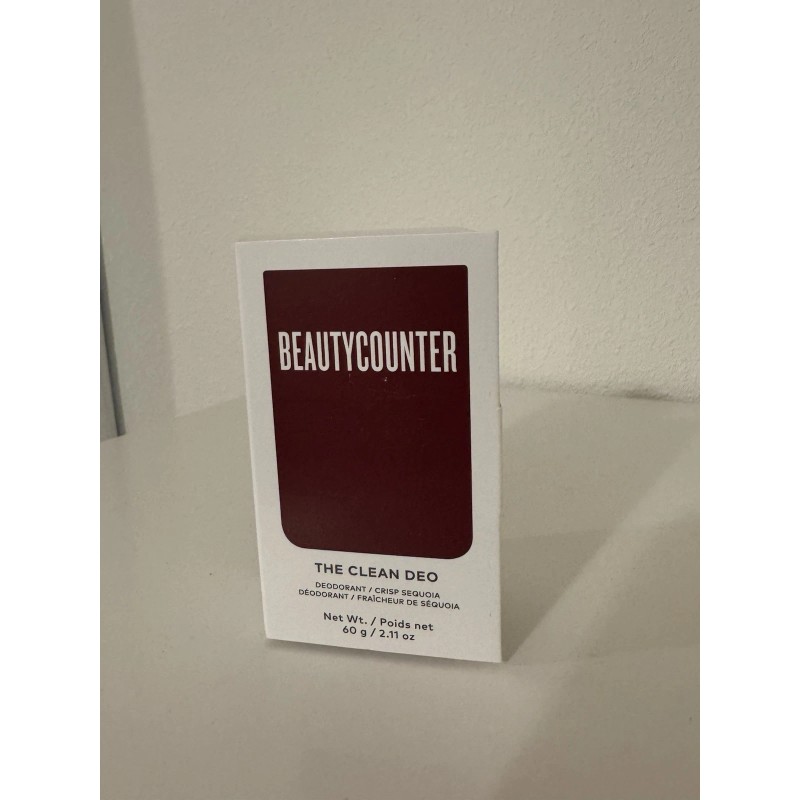 BEAUTYCOUNTER
THE CLEAN DEO
DEODORANT / CRISP SEQUOIA
DÉODORANT / FRAÎCHEUR DE SÉQUOIA
Net Wt. / Poids net
60 g / 2.11 oz